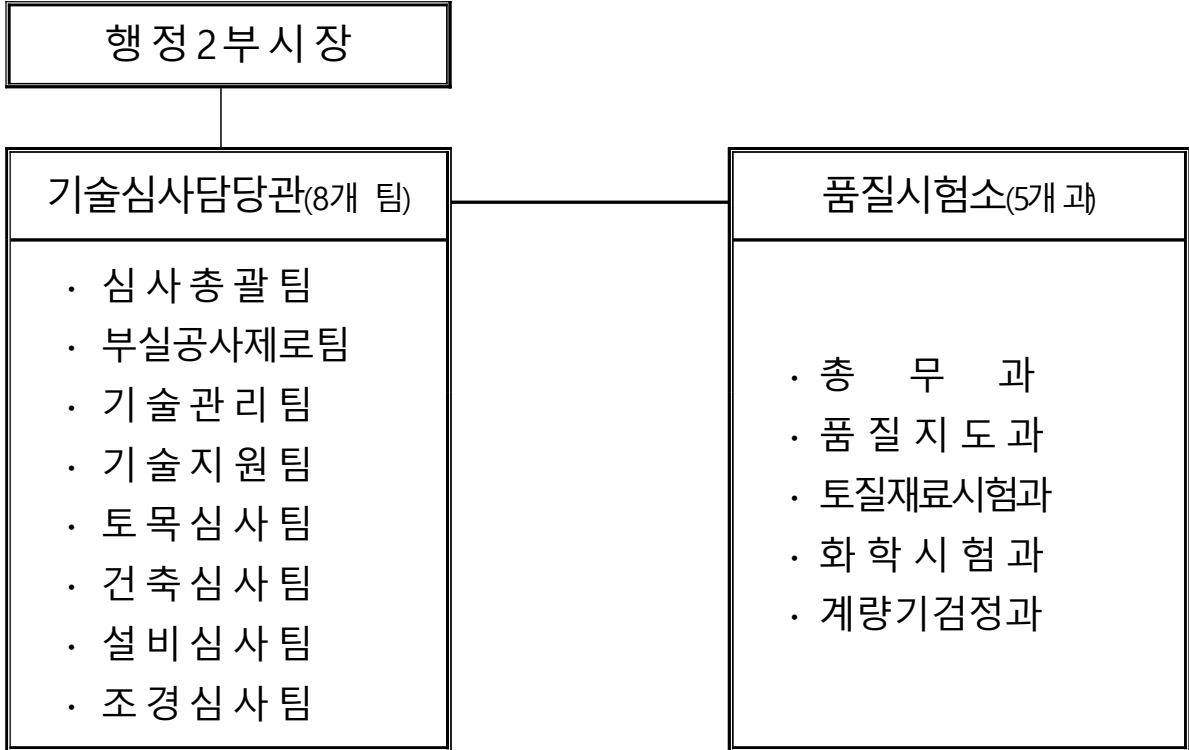 행정2부시장
기술심사담당관(8개 팀)
· 심사총괄팀
· 부실공사제로팀
· 기술관리팀
· 기술지원팀
· 토목심사팀
· 건축심사팀
· 설비심사팀
· 조경심사팀
품질시험소(5개 과)
· 총무과
· 품질지도과
· 토질재료시험과
· 화학시험과
· 계량기검정과